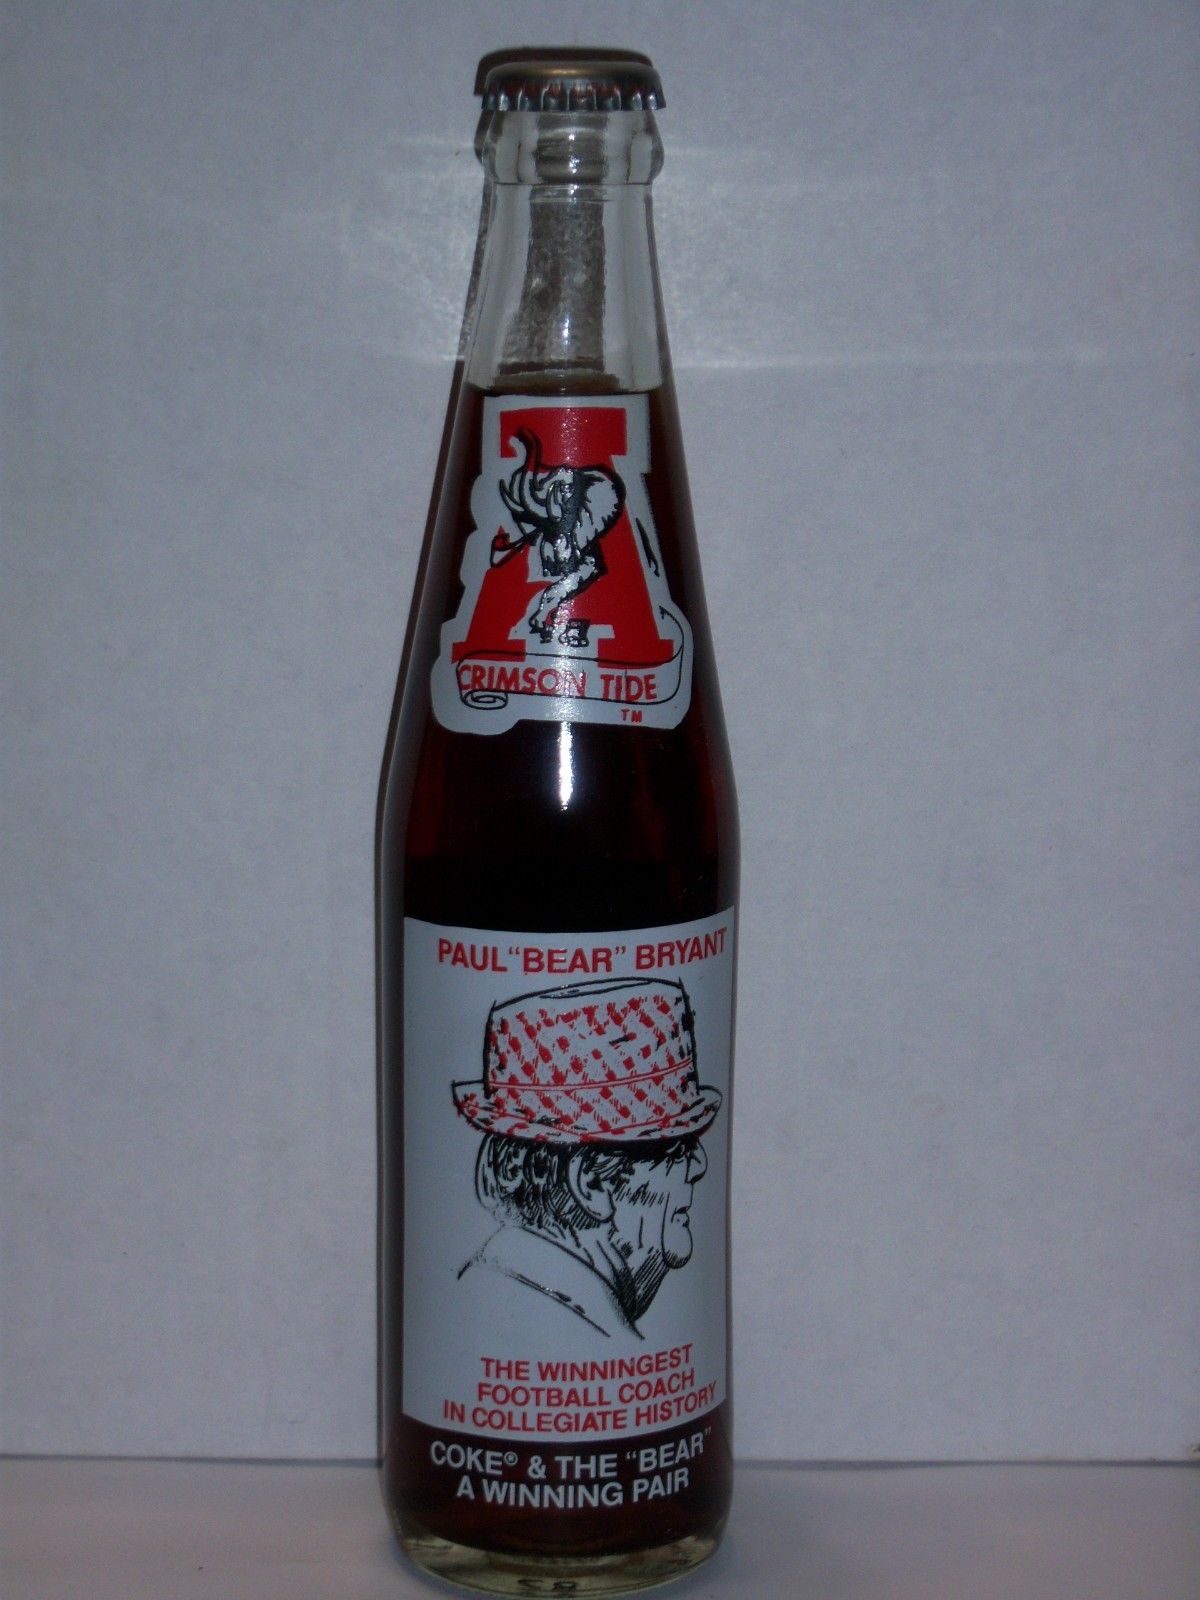 A
CRIMSON TIDE
TM
PAUL "BEAR" BRYANT
THE WINNINGEST
FOOTBALL COACH
IN COLLEGIATE HISTORY
COKE® & THE "BEAR"
A WINNING PAIR